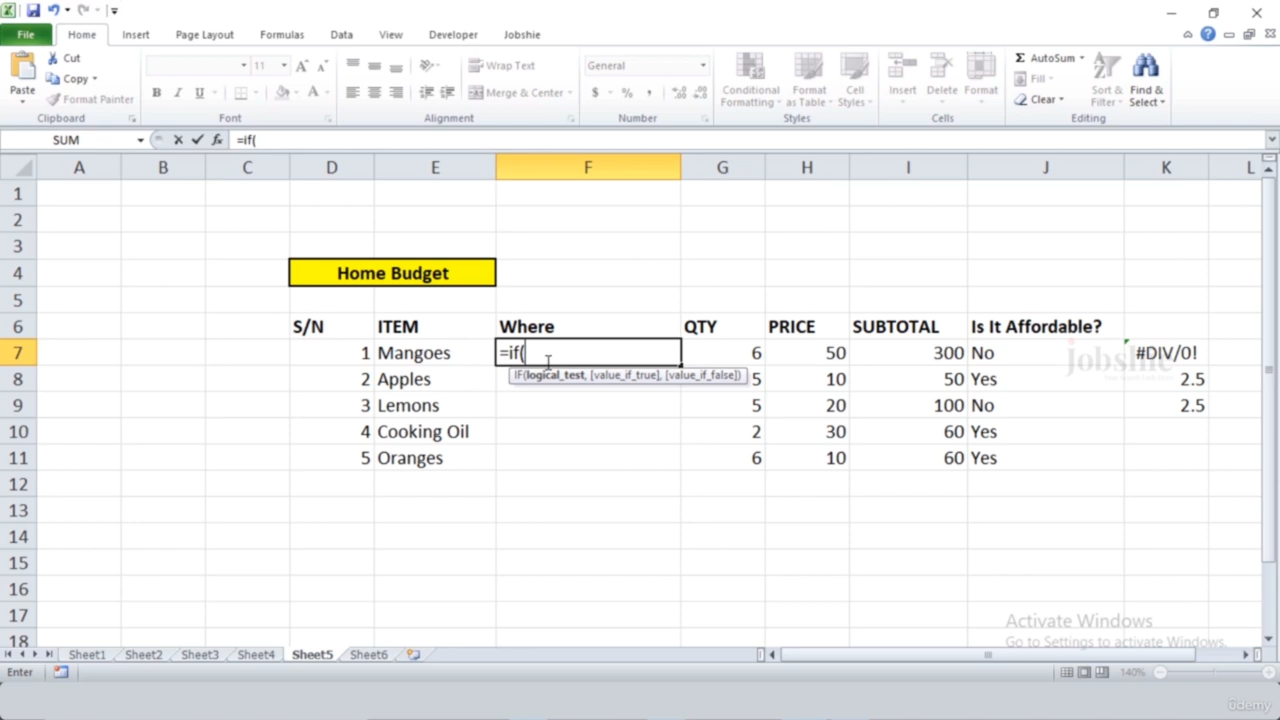 File Home Insert Page Layout Formulas Data View Developer Jobshie
Paste Cut Copy Format Painter Clipboard
11 B I U A A A Font
Wrap Text Merge & Center Alignment
General $ % , Number
Conditional Formatting Format as Table Cell Styles Styles
Insert Delete Format Cells
Σ AutoSum Fill Clear Sort & Filter Find & Select Editing
SUM fx =if(
A B C D E F G H I J K L
1
2
3
4 Home Budget
5
6 S/N ITEM Where QTY PRICE SUBTOTAL Is It Affordable?
7 1 Mangoes =if( 6 50 300 No #DIV/0!
IF(logical_test, [value_if_true], [value_if_false])
Jobshie
8 2 Apples 5 10 50 Yes 2.5
9 3 Lemons 5 20 100 No 2.5
10 4 Cooking Oil 2 30 60 Yes
11 5 Oranges 6 10 60 Yes
12
13
14
15
16
17
18
Activate Windows
Go to Settings to activate Windows.
Sheet1 Sheet2 Sheet3 Sheet4 Sheet5 Sheet6
Enter 140%
Udemy